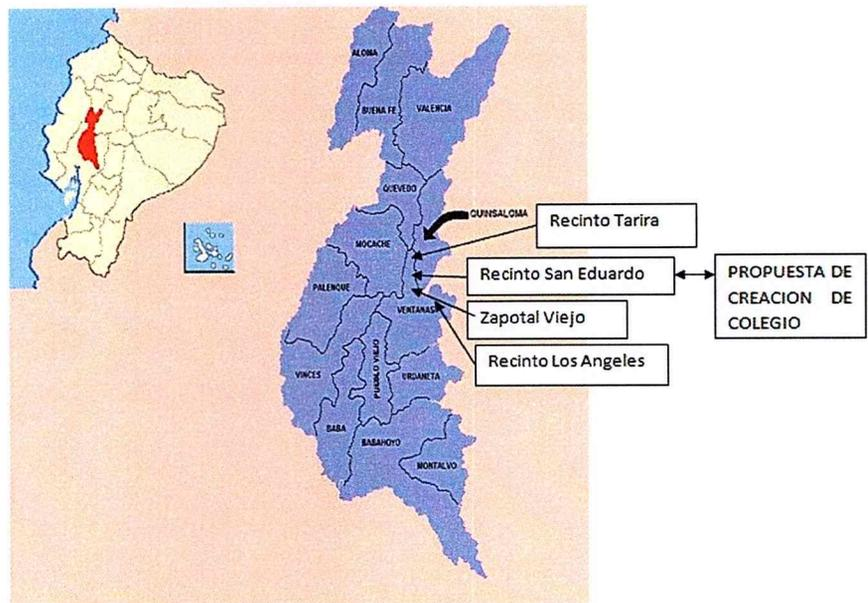 ALOMA
BUENA FE
VALENCIA
QUEVEDO
QUINSALOMA
Recinto Tarira
MOCACHE
Recinto San Eduardo
PROPUESTA DE
CREACION DE
COLEGIO
PALENQUE
VENTANAS
Zapotal Viejo
Recinto Los Angeles
PUEBLO VIEJO
VINCES
URDANETA
BABA
BABAHOYO
MONTALVO